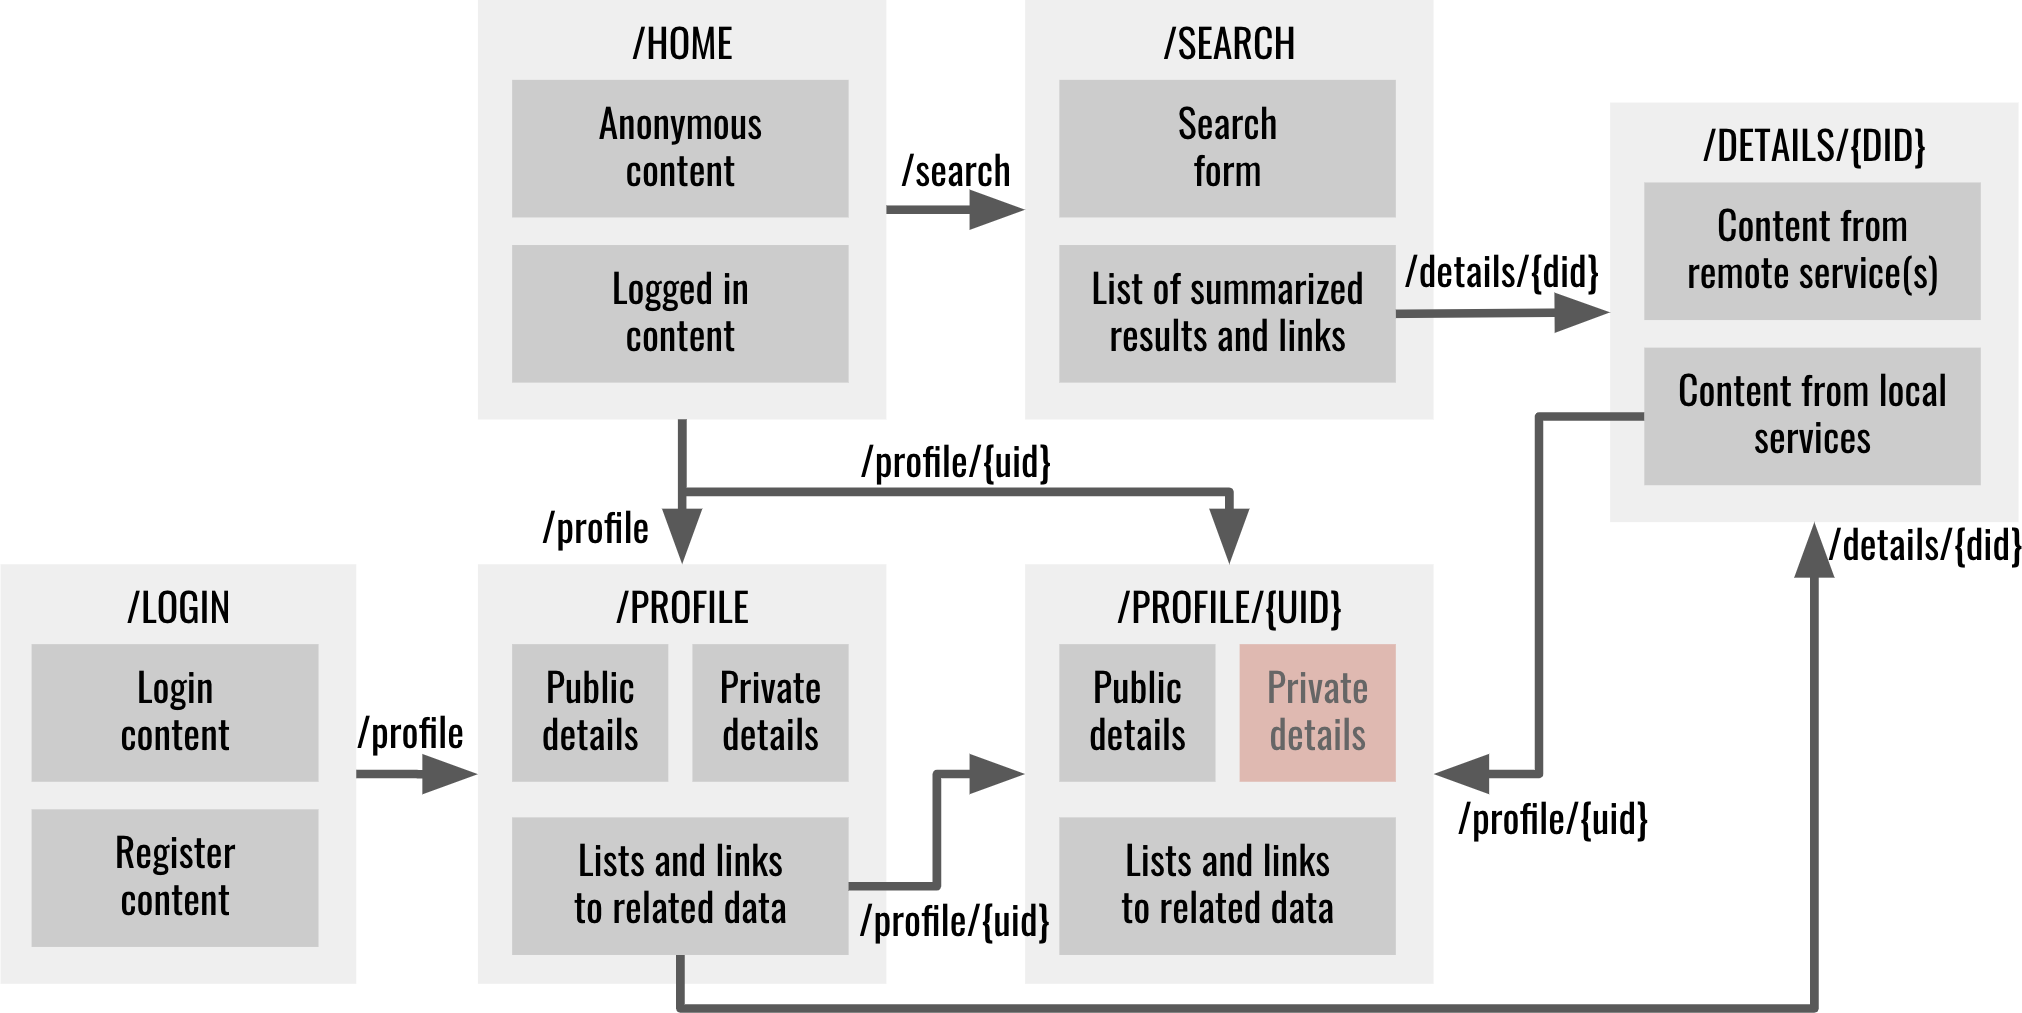 /HOME
Anonymous
content
Logged in
content
/search
/SEARCH
Search
form
List of summarized
results and links
/details/{did}
/DETAILS/{DID}
Content from
remote service(s)
Content from local
services
/profile/{uid}
/profile
/details/{did}
/LOGIN
Login
content
Register
content
/profile
/PROFILE
Public
details
Private
details
Lists and links
to related data
/profile/{uid}
/PROFILE/{UID}
Public
details
Private
details
Lists and links
to related data
/profile/{uid}